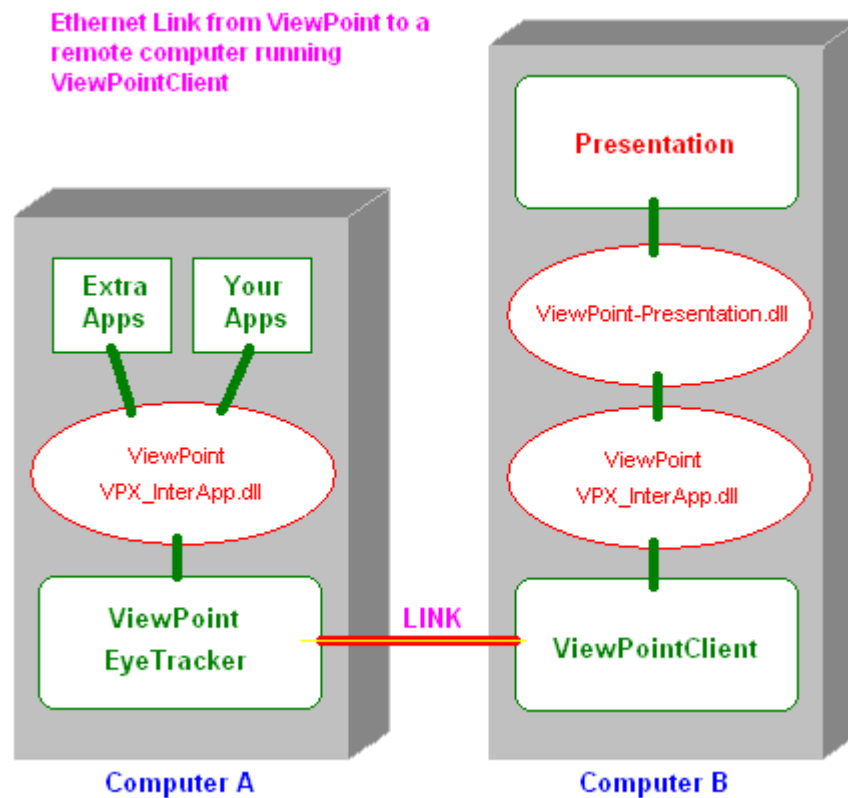 Ethernet Link from ViewPoint to a
remote computer running
ViewPointClient
Extra
Apps
Your
Apps
ViewPoint
VPX_InterApp.dll
ViewPoint
EyeTracker
Computer A
LINK
Presentation
ViewPoint-Presentation.dll
ViewPoint
VPX_InterApp.dll
ViewPointClient
Computer B